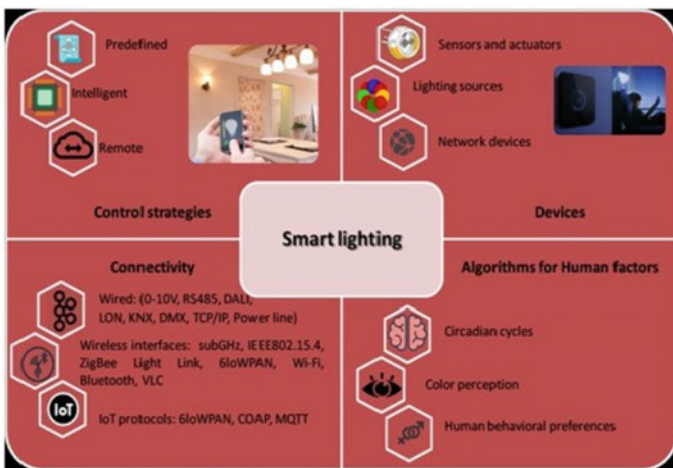 Predefined
Intelligent
Remote
Control strategies
Sensors and actuators
Lighting sources
Network devices
Devices
Smart lighting
Connectivity
Wired: (0-10V, RS485, DALI,
LON, KNX, DMX, TCP/IP, Power line)
Wireless interfaces: subGHz, IEEE802.15.4,
ZigBee Light Link, 6loWPAN, Wi-Fi,
Bluetooth, VLC
IoT
IoT protocols: 6loWPAN, COAP, MQTT
Algorithms for Human factors
Circadian cycles
Color perception
Human behavioral preferences